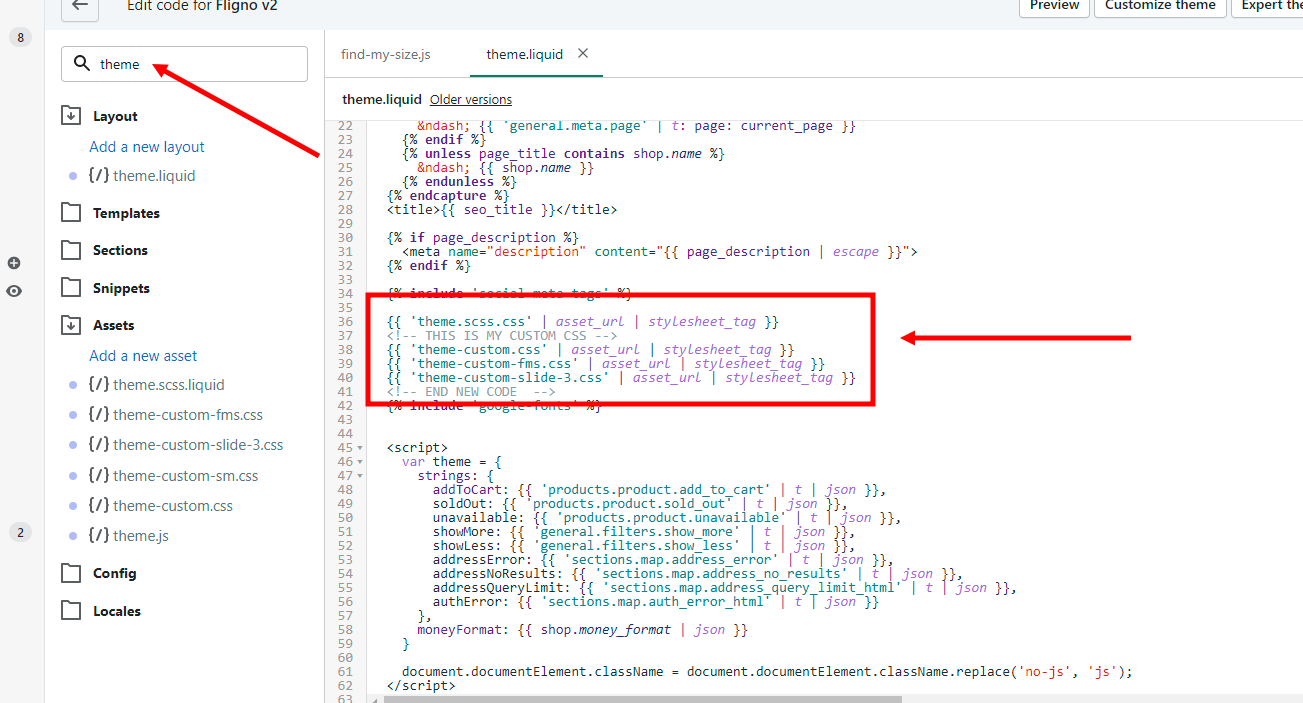 Edit code for Fligno v2
Preview
Customize theme
Expert the
8
theme
find-my-size.js
theme.liquid
theme.liquid Older versions
Layout
Add a new layout
{/} theme.liquid
Templates
Sections
Snippets
Assets
Add a new asset
{/} theme.scss.liquid
{/} theme-custom-fms.css
{/} theme-custom-slide-3.css
{/} theme-custom-sm.css
{/} theme-custom.css
{/} theme.js
2
Config
Locales
22 &ndash; {{ 'general.meta.page' | t: page: current_page }}
23 {% endif %}
24 {% unless page_title contains shop.name %}
25 &ndash; {{ shop.name }}
26 {% endunless %}
27 {% endcapture %}
28 <title>{{ seo_title }}</title>
29
30 {% if page_description %}
31 <meta name="description" content="{{ page_description | escape }}">
32 {% endif %}
33
34 {% include 'social-meta-tags' %}
35
36 {{ 'theme.scss.css' | asset_url | stylesheet_tag }}
37 <!-- THIS IS MY CUSTOM CSS -->
38 {{ 'theme-custom.css' | asset_url | stylesheet_tag }}
39 {{ 'theme-custom-fms.css' | asset_url | stylesheet_tag }}
40 {{ 'theme-custom-slide-3.css' | asset_url | stylesheet_tag }}
41 <!-- END NEW CODE  -->
42 {% include 'google-fonts' %}
43
44
45 <script>
46 var theme = {
47 strings: {
48 addToCart: {{ 'products.product.add_to_cart' | t | json }},
49 soldOut: {{ 'products.product.sold_out' | t | json }},
50 unavailable: {{ 'products.product.unavailable' | t | json }},
51 showMore: {{ 'general.filters.show_more' | t | json }},
52 showLess: {{ 'general.filters.show_less' | t | json }},
53 addressError: {{ 'sections.map.address_error' | t | json }},
54 addressNoResults: {{ 'sections.map.address_no_results' | t | json }},
55 addressQueryLimit: {{ 'sections.map.address_query_limit_html' | t | json }},
56 authError: {{ 'sections.map.auth_error_html' | t | json }}
57 },
58 moneyFormat: {{ shop.money_format | json }}
59 }
60
61 document.documentElement.className = document.documentElement.className.replace('no-js', 'js');
62 </script>
63